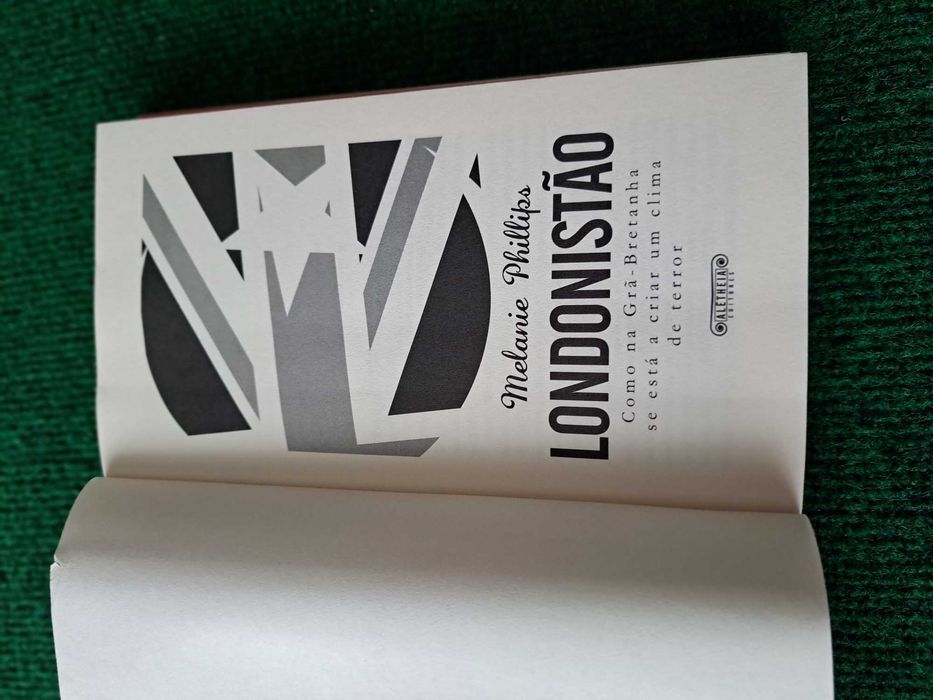 Melanie Phillips
LONDONISTÃO
Como na Grã-Bretanha
se está a criar um clima
de terror
ALETHEIA
EDITORES